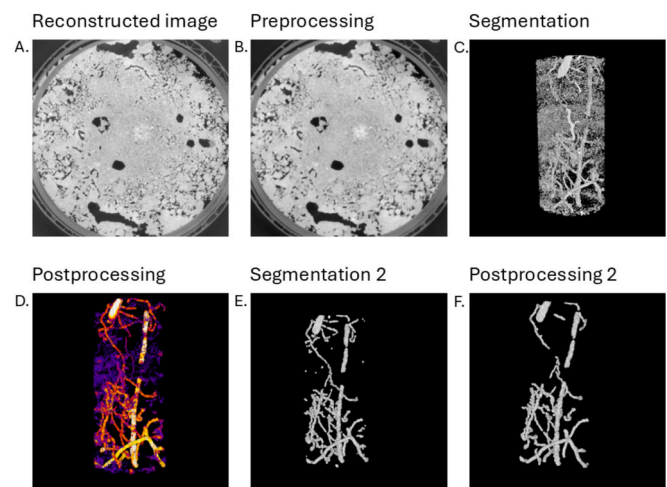 Reconstructed image
Preprocessing
Segmentation
A.
B.
C.
Postprocessing
Segmentation 2
Postprocessing 2
D.
E.
F.